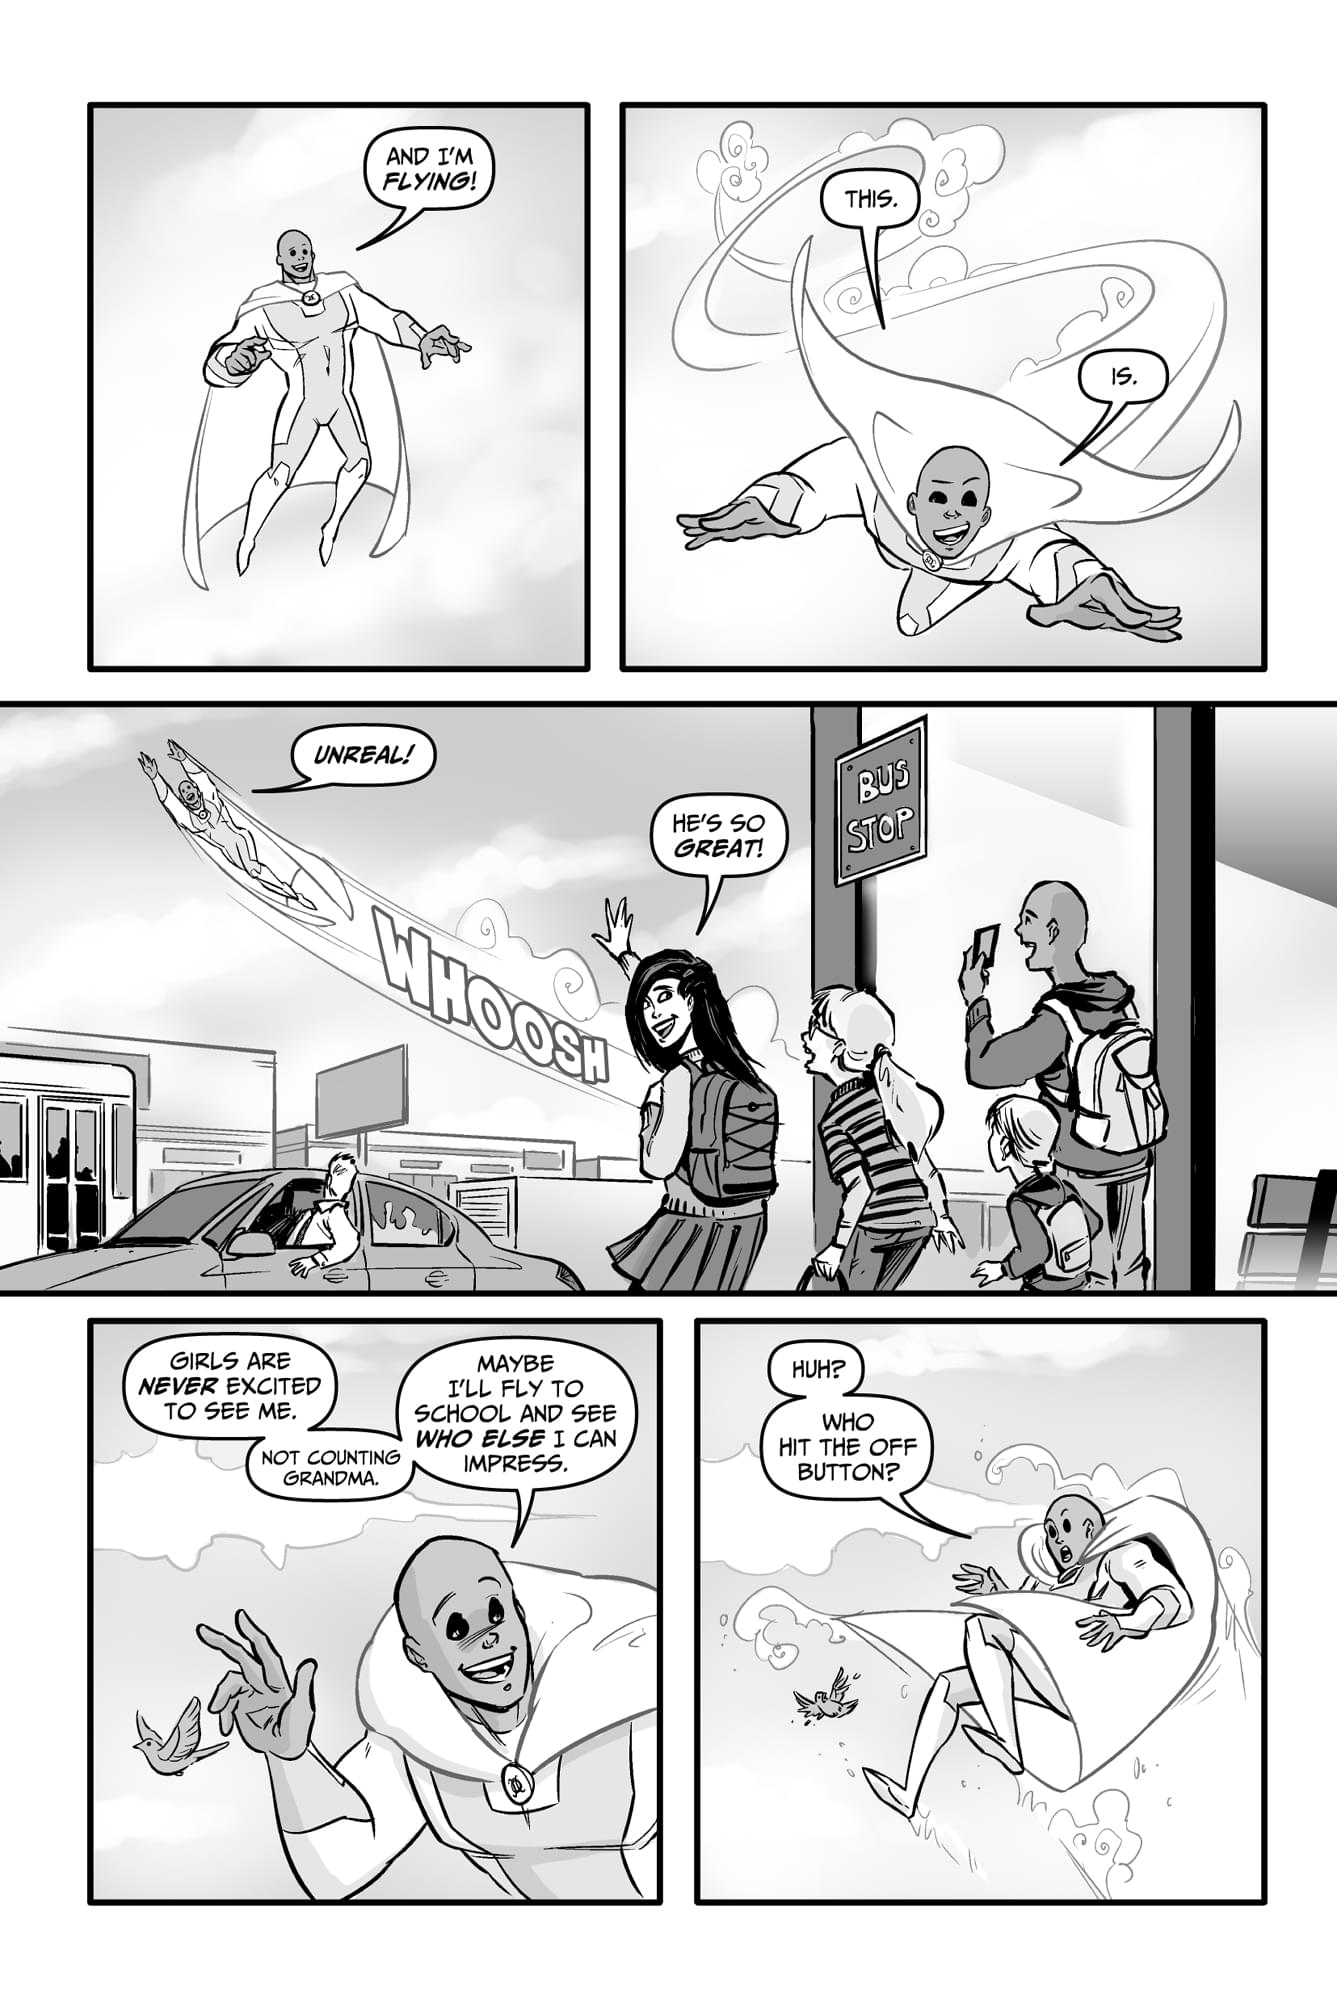 AND I'M
FLYING!
THIS.
IS.
UNREAL!
HE'S SO
GREAT!
BUS
STOP
WHOOSH
GIRLS ARE
NEVER EXCITED
TO SEE ME.
NOT COUNTING
GRANDMA.
MAYBE
I'LL FLY TO
SCHOOL AND SEE
WHO ELSE I CAN
IMPRESS.
HUH?
WHO
HIT THE OFF
BUTTON?